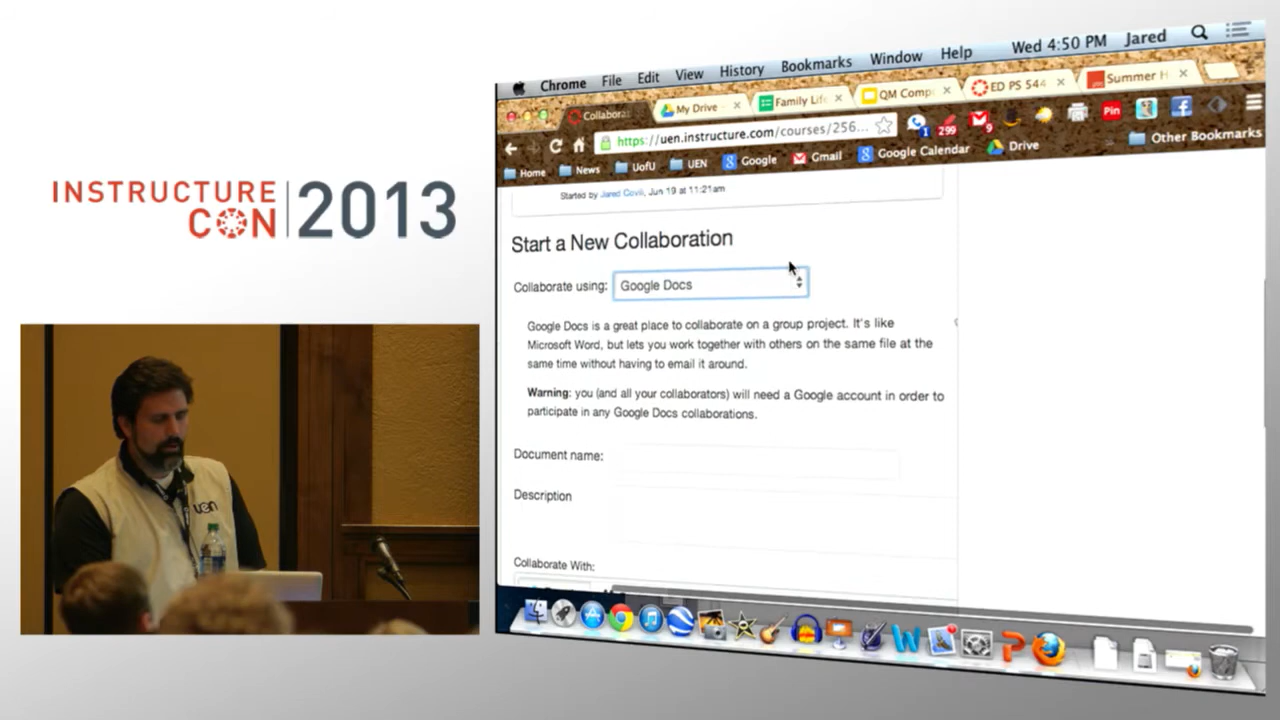 INSTRUCTURE
CON 2013
uen
Chrome File Edit View History Bookmarks Window Help Wed 4:50 PM Jared
My Drive
Family Life
QM Comp
ED PS 544
Summer H
https://uen.instructure.com/courses/256...
1
299
9
Pin
Home News UofU UEN Google Gmail Google Calendar Drive Other Bookmarks
Started by Jared Covili, Jun 19 at 11:21am
Start a New Collaboration
Collaborate using: Google Docs
Google Docs is a great place to collaborate on a group project. It's like
Microsoft Word, but lets you work together with others on the same file at the
same time without having to email it around.
Warning: you (and all your collaborators) will need a Google account in order to
participate in any Google Docs collaborations.
Document name:
Description
Collaborate With: